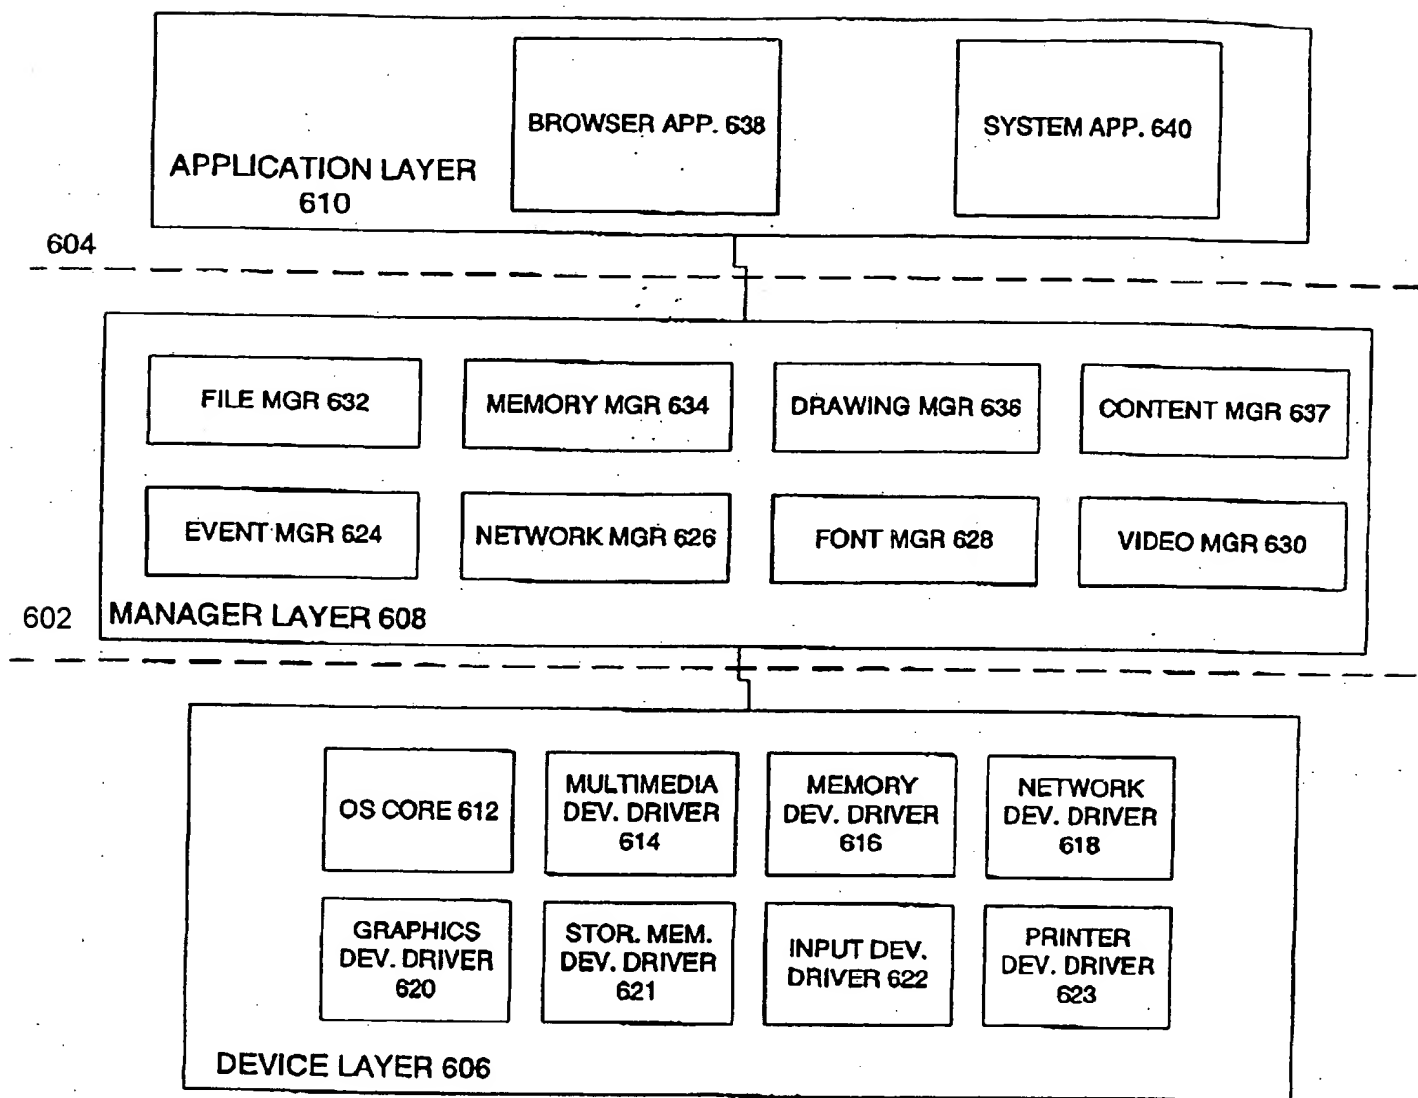 BROWSER APP. 638
SYSTEM APP. 640
APPLICATION LAYER
610
604
FILE MGR 632
MEMORY MGR 634
DRAWING MGR 636
CONTENT MGR 637
EVENT MGR 624
NETWORK MGR 626
FONT MGR 628
VIDEO MGR 630
602
MANAGER LAYER 608
OS CORE 612
MULTIMEDIA
DEV. DRIVER
614
MEMORY
DEV. DRIVER
616
NETWORK
DEV. DRIVER
618
GRAPHICS
DEV. DRIVER
620
STOR. MEM.
DEV. DRIVER
621
INPUT DEV.
DRIVER 622
PRINTER
DEV. DRIVER
623
DEVICE LAYER 606